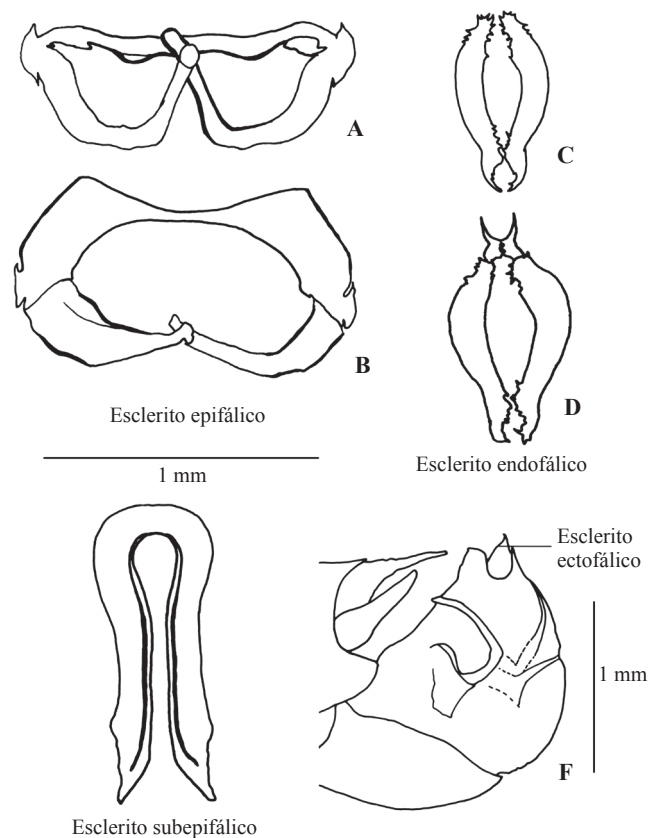 A
C
B
D
Esclerito epifálico
1 mm
Esclerito endofálico
Esclerito
ectofálico
1 mm
F
Esclerito subepifálico